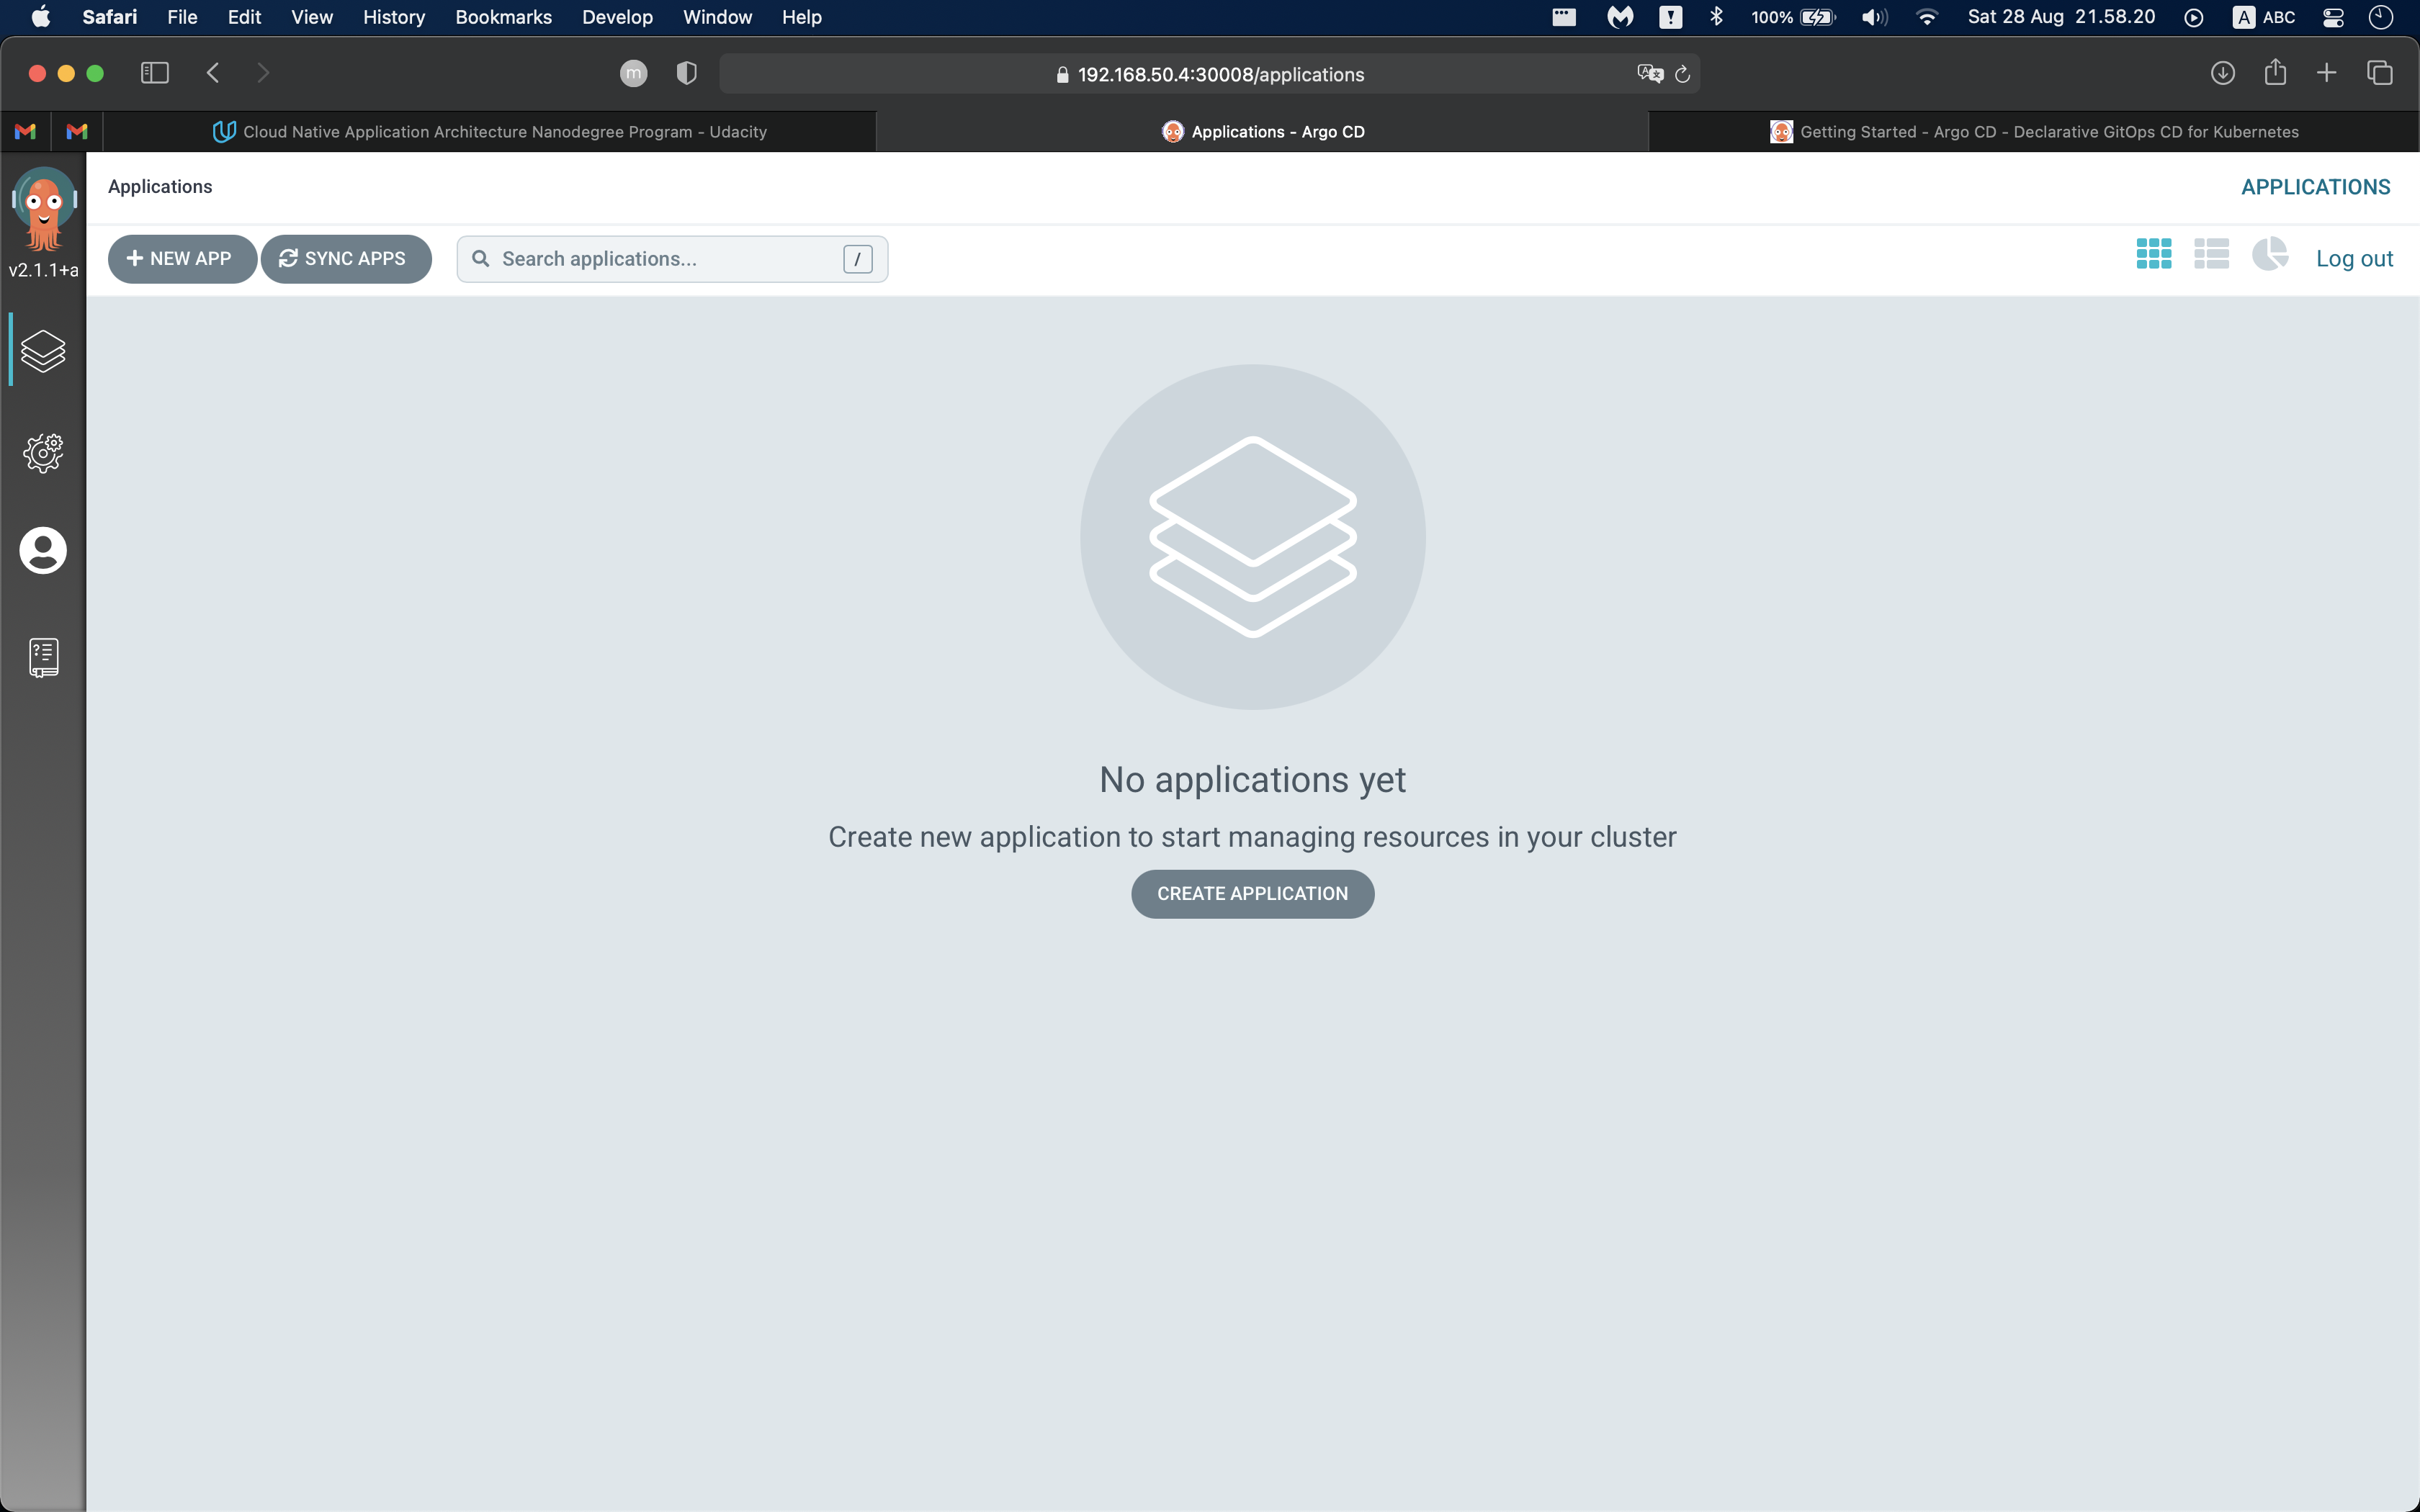 Safari File Edit View History Bookmarks Develop Window Help 100% Sat 28 Aug 21.58.20 A ABC
m 192.168.50.4:30008/applications
Cloud Native Application Architecture Nanodegree Program - Udacity Applications - Argo CD Getting Started - Argo CD - Declarative GitOps CD for Kubernetes
Applications APPLICATIONS
v2.1.1+a
+ NEW APP SYNC APPS Search applications... / Log out
No applications yet
Create new application to start managing resources in your cluster
CREATE APPLICATION